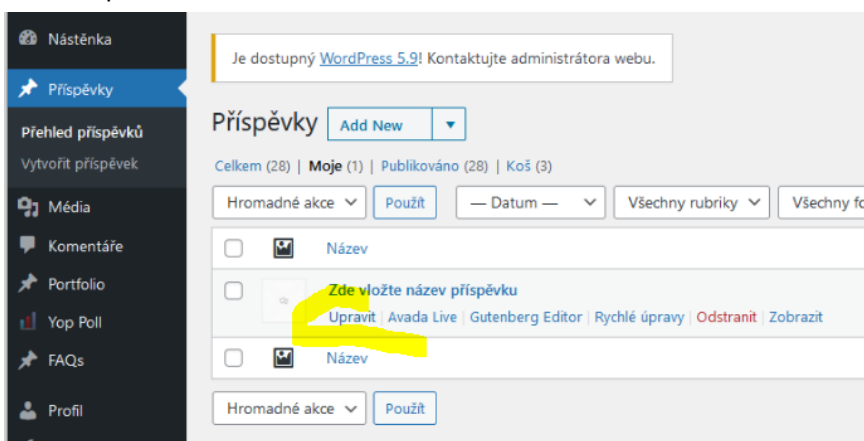 Nástěnka
Je dostupný WordPress 5.9! Kontaktujte administrátora webu.
Příspěvky
Přehled příspěvků
Vytvořit příspěvek
Média
Komentáře
Portfolio
Yop Poll
FAQs
Profil
Příspěvky Add New
Celkem (28) | Moje (1) | Publikováno (28) | Koš (3)
Hromadné akce Použít — Datum — Všechny rubriky Všechny fo
Název
Zde vložte název příspěvku
Upravit | Avada Live | Gutenberg Editor | Rychlé úpravy | Odstranit | Zobrazit
Název
Hromadné akce Použít